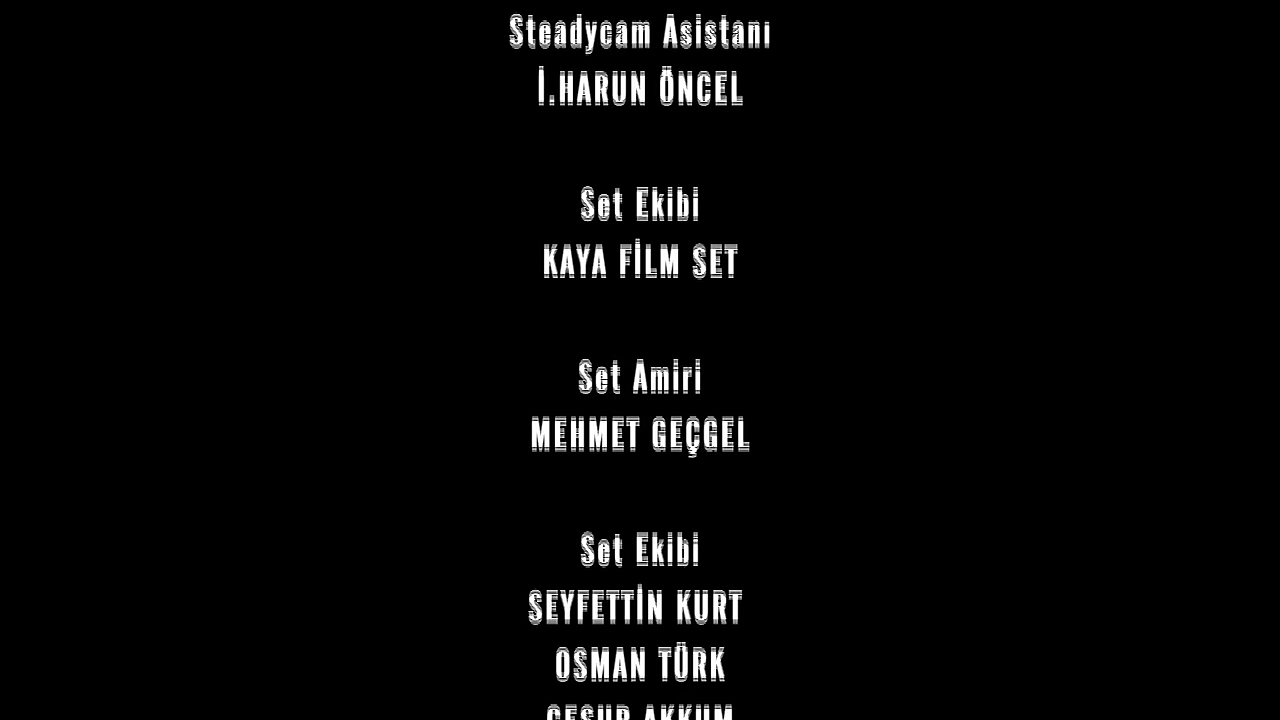 Steadycam Asistanı
İ.HARUN ÖNCEL
Set Ekibi
KAYA FİLM SET
Set Amiri
MEHMET GEÇGEL
Set Ekibi
SEYFETTİN KURT
OSMAN TÜRK